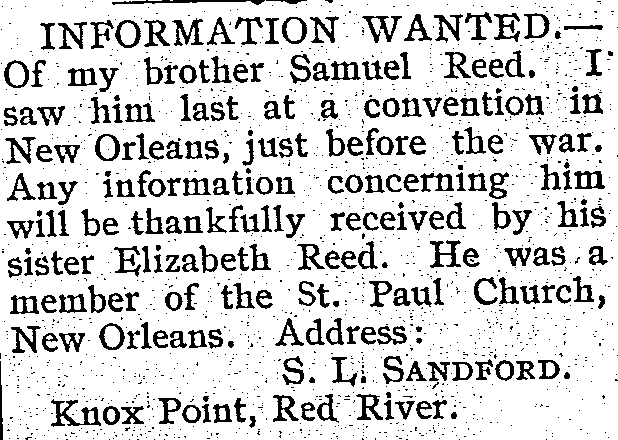 INFORMATION WANTED.—
Of my brother Samuel Reed. I
saw him last at a convention in
New Orleans, just before the war.
Any information concerning him
will be thankfully received by his
sister Elizabeth Reed. He was a
member of the St. Paul Church,
New Orleans. Address:
S. L. SANDFORD.
Knox Point, Red River.